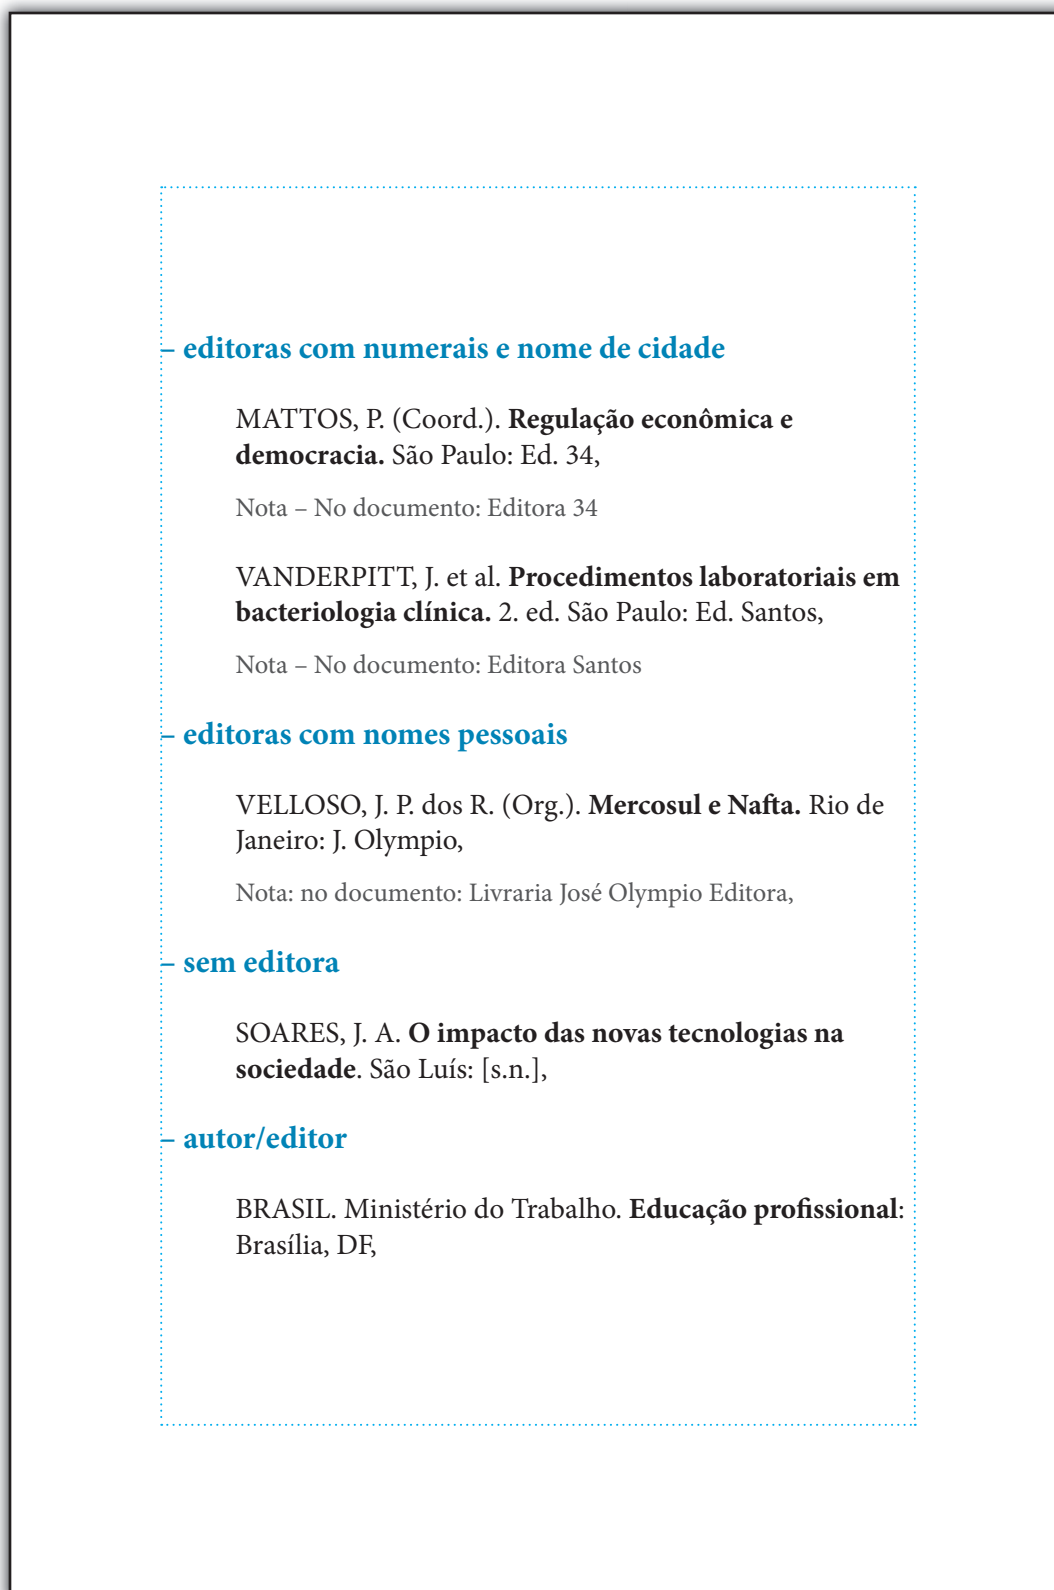 – editoras com numerais e nome de cidade
MATTOS, P. (Coord.). Regulação econômica e
democracia. São Paulo: Ed. 34,
Nota – No documento: Editora 34
VANDERPITT, J. et al. Procedimentos laboratoriais em
bacteriologia clínica. 2. ed. São Paulo: Ed. Santos,
Nota – No documento: Editora Santos
– editoras com nomes pessoais
VELLOSO, J. P. dos R. (Org.). Mercosul e Nafta. Rio de
Janeiro: J. Olympio,
Nota: no documento: Livraria José Olympio Editora,
– sem editora
SOARES, J. A. O impacto das novas tecnologias na
sociedade. São Luís: [s.n.],
– autor/editor
BRASIL. Ministério do Trabalho. Educação profissional:
Brasília, DF,